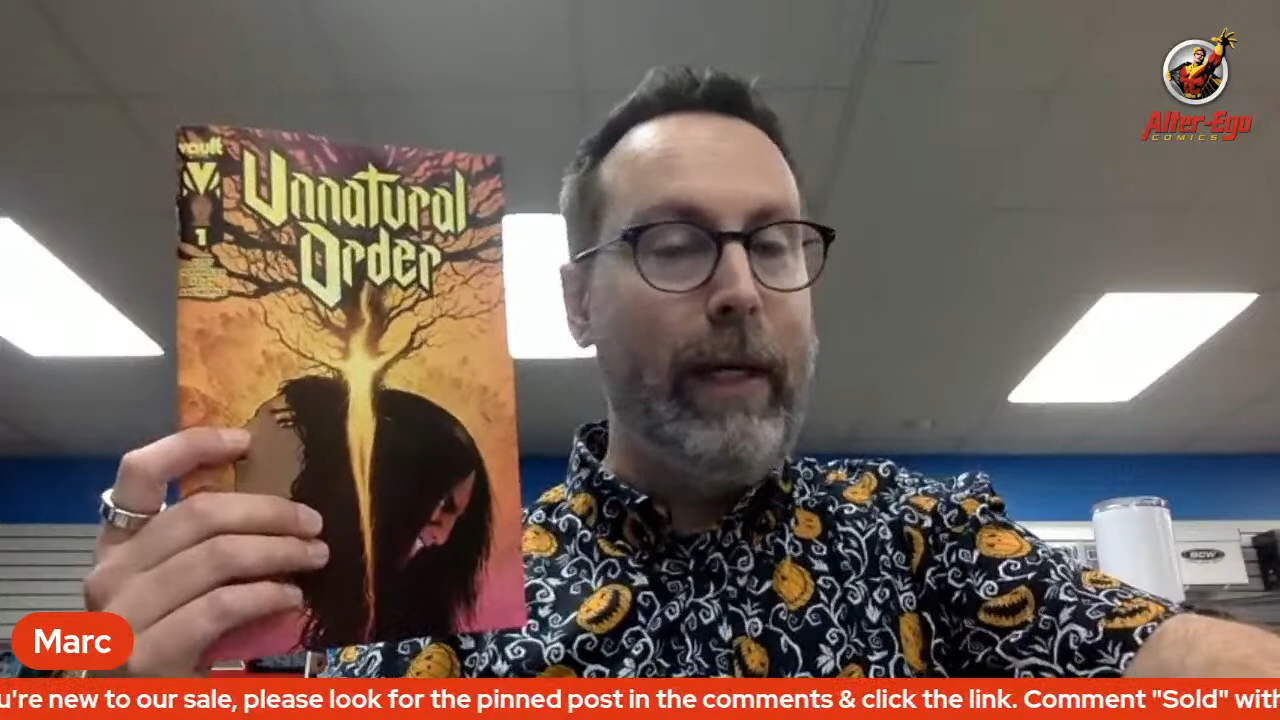 Alter-Ego
COMICS
vault
V
1
Unnatural
Order
BCW
Marc
u're new to our sale, please look for the pinned post in the comments & click the link. Comment "Sold" with